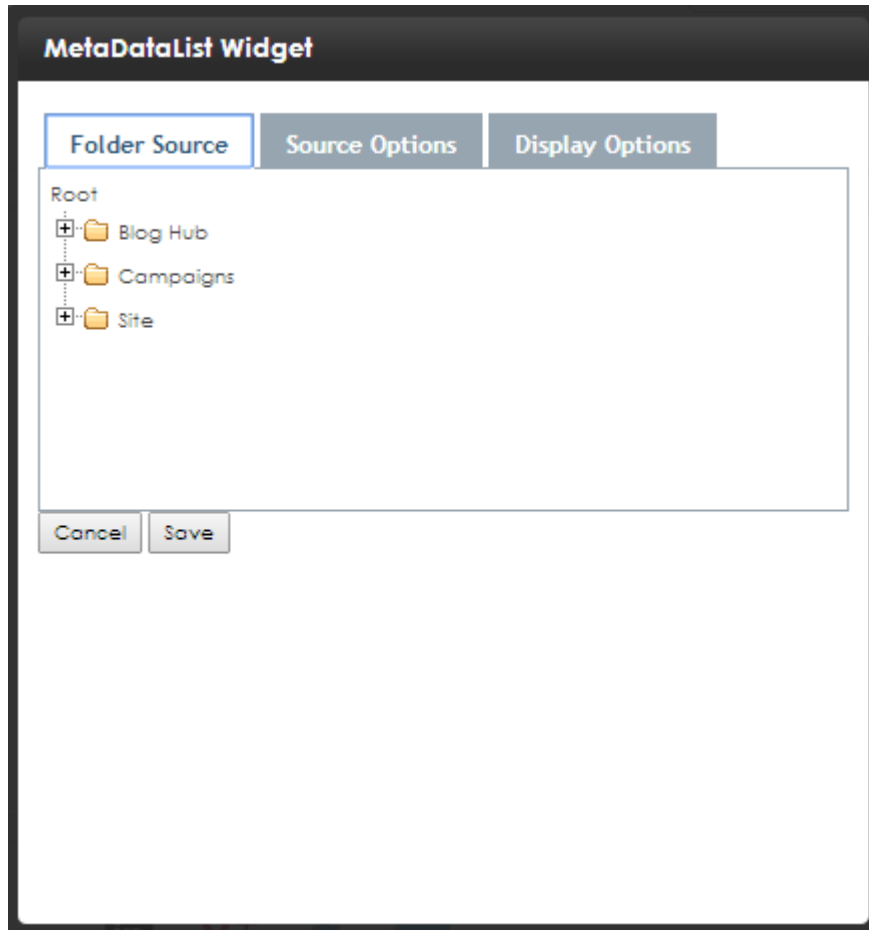 MetaDataList Widget
Folder Source Source Options Display Options
Root
Blog Hub
Campaigns
Site
Cancel Save